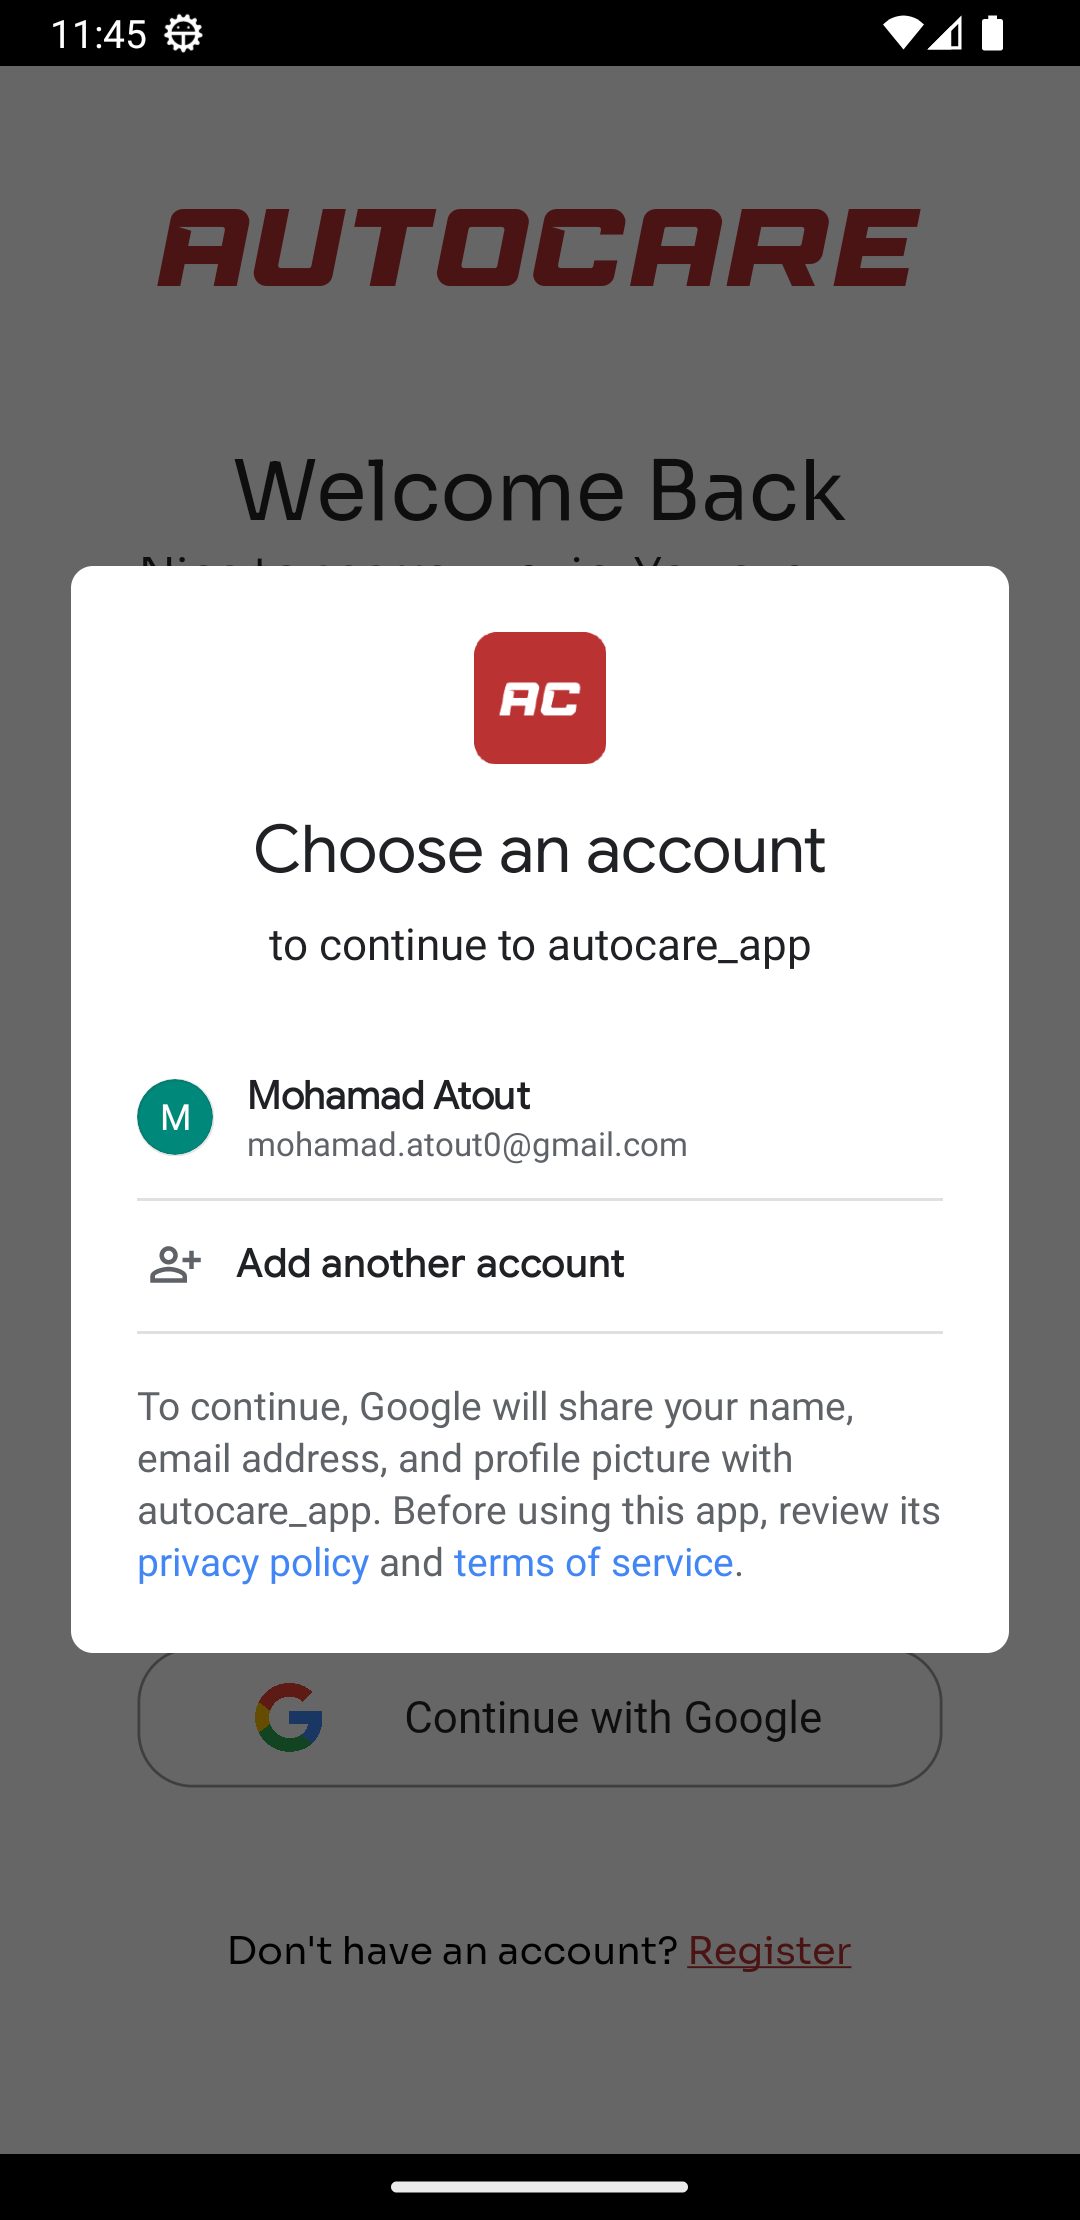 11:45
AUTOCARE
Welcome Back
AC
Choose an account
to continue to autocare_app
M
Mohamad Atout
mohamad.atout0@gmail.com
Add another account
To continue, Google will share your name,
email address, and profile picture with
autocare_app. Before using this app, review its
privacy policy and terms of service.
Continue with Google
Don't have an account? Register